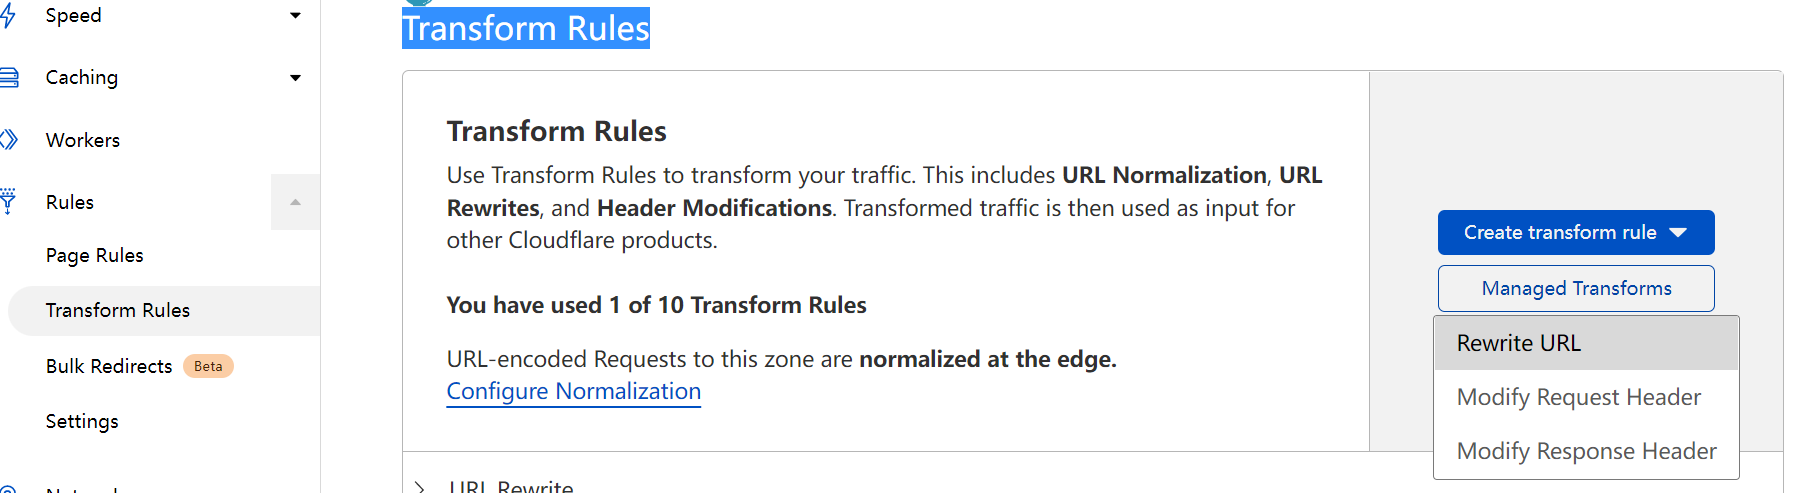 Speed
Caching
Workers
Rules
Page Rules
Transform Rules
Bulk Redirects Beta
Settings
Transform Rules
Transform Rules
Use Transform Rules to transform your traffic. This includes URL Normalization, URL
Rewrites, and Header Modifications. Transformed traffic is then used as input for
other Cloudflare products.
You have used 1 of 10 Transform Rules
URL-encoded Requests to this zone are normalized at the edge.
Configure Normalization
URL Rewrite
Create transform rule
Managed Transforms
Rewrite URL
Modify Request Header
Modify Response Header